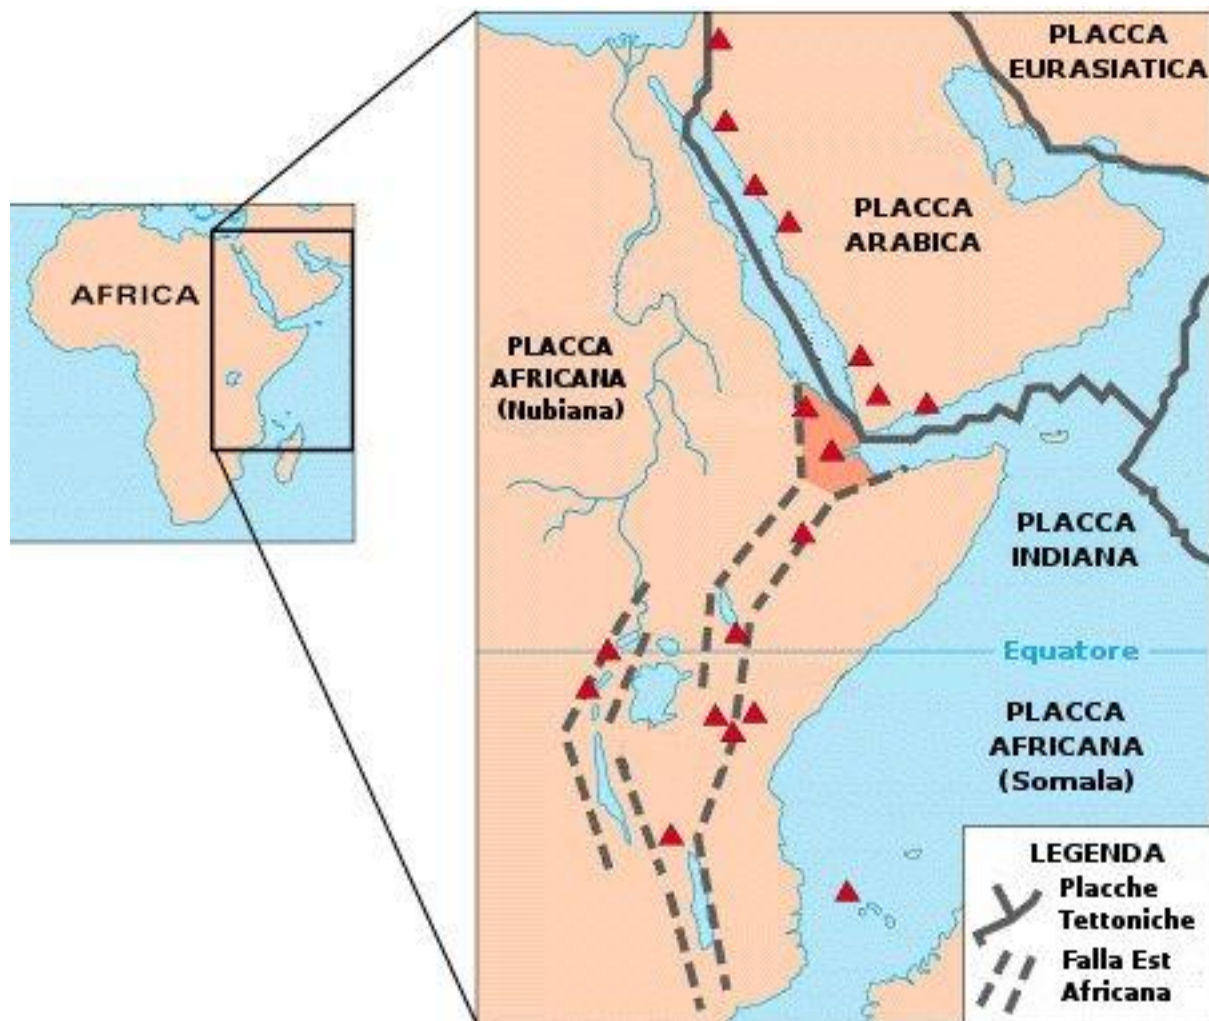 AFRICA
PLACCA
EURASIATICA
PLACCA
ARABICA
PLACCA
AFRICANA
(Nubiana)
PLACCA
INDIANA
Equatore
PLACCA
AFRICANA
(Somala)
LEGENDA
Placche
Tettoniche
Falla Est
Africana